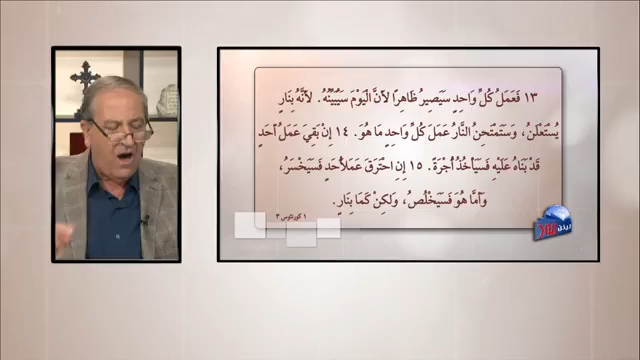 ١٣ فَعَمَلُ كُلِّ وَاحِدٍ سَيَصِيرُ ظَاهِرًا لأَنَّ الْيَوْمَ سَيُبَيِّنُهُ. لأَنَّهُ بِنَارٍ
يُسْتَعْلَنُ، وَسَتَمْتَحِنُ النَّارُ عَمَلَ كُلِّ وَاحِدٍ مَا هُوَ. ١٤ إِنْ بَقِيَ عَمَلُ أَحَدٍ
قَدْ بَنَاهُ عَلَيْهِ فَسَيَأْخُذُ أُجْرَةً. ١٥ إِنِ احْتَرَقَ عَمَلُ أَحَدٍ فَسَيَخْسَرُ،
وَأَمَّا هُوَ فَسَيَخْلُصُ، وَلكِنْ كَمَا بِنَارٍ.
١ كورنثوس ٣